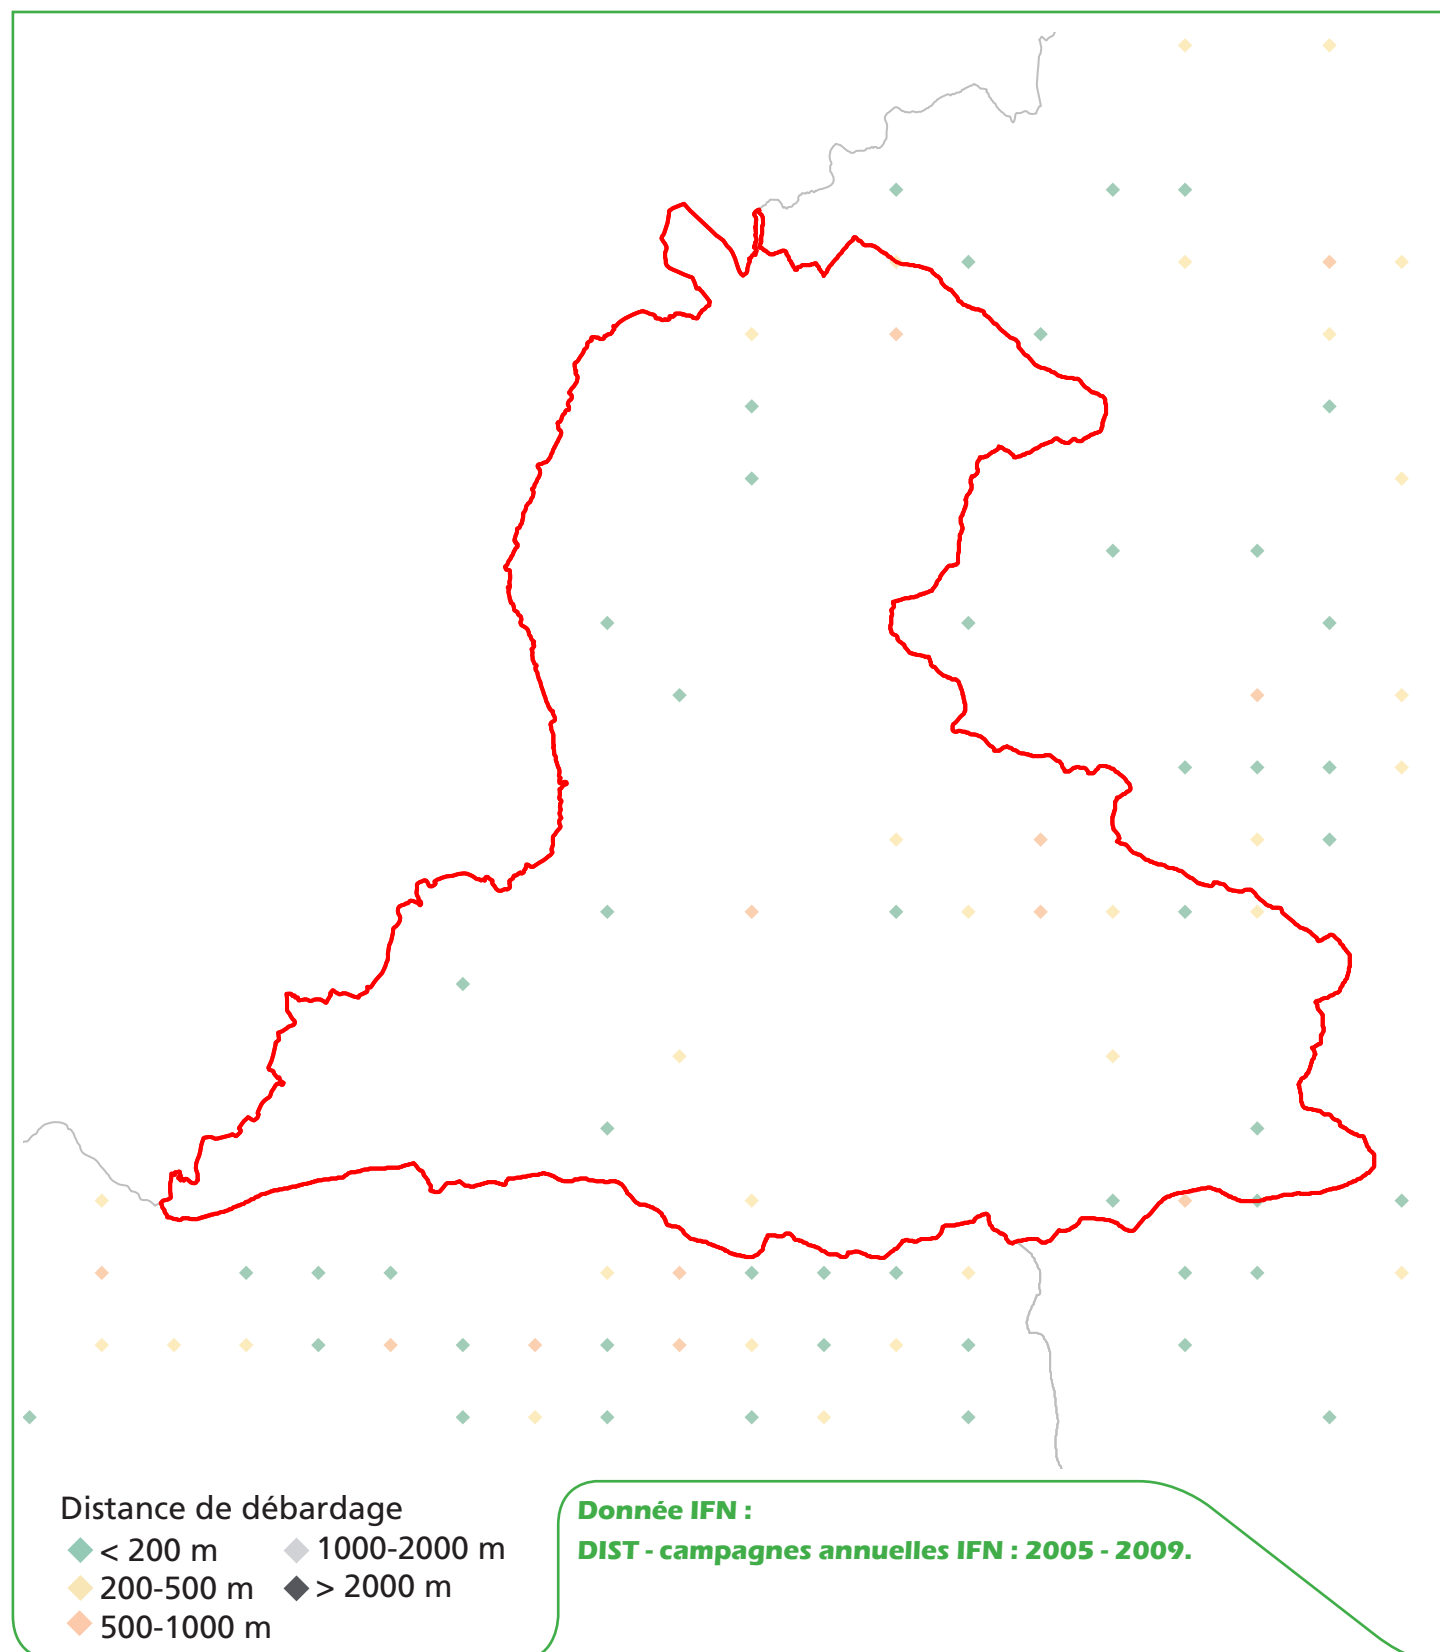 Distance de débardage
< 200 m
200-500 m
500-1000 m
1000-2000 m
> 2000 m
Donnée IFN :
DIST - campagnes annuelles IFN : 2005 - 2009.